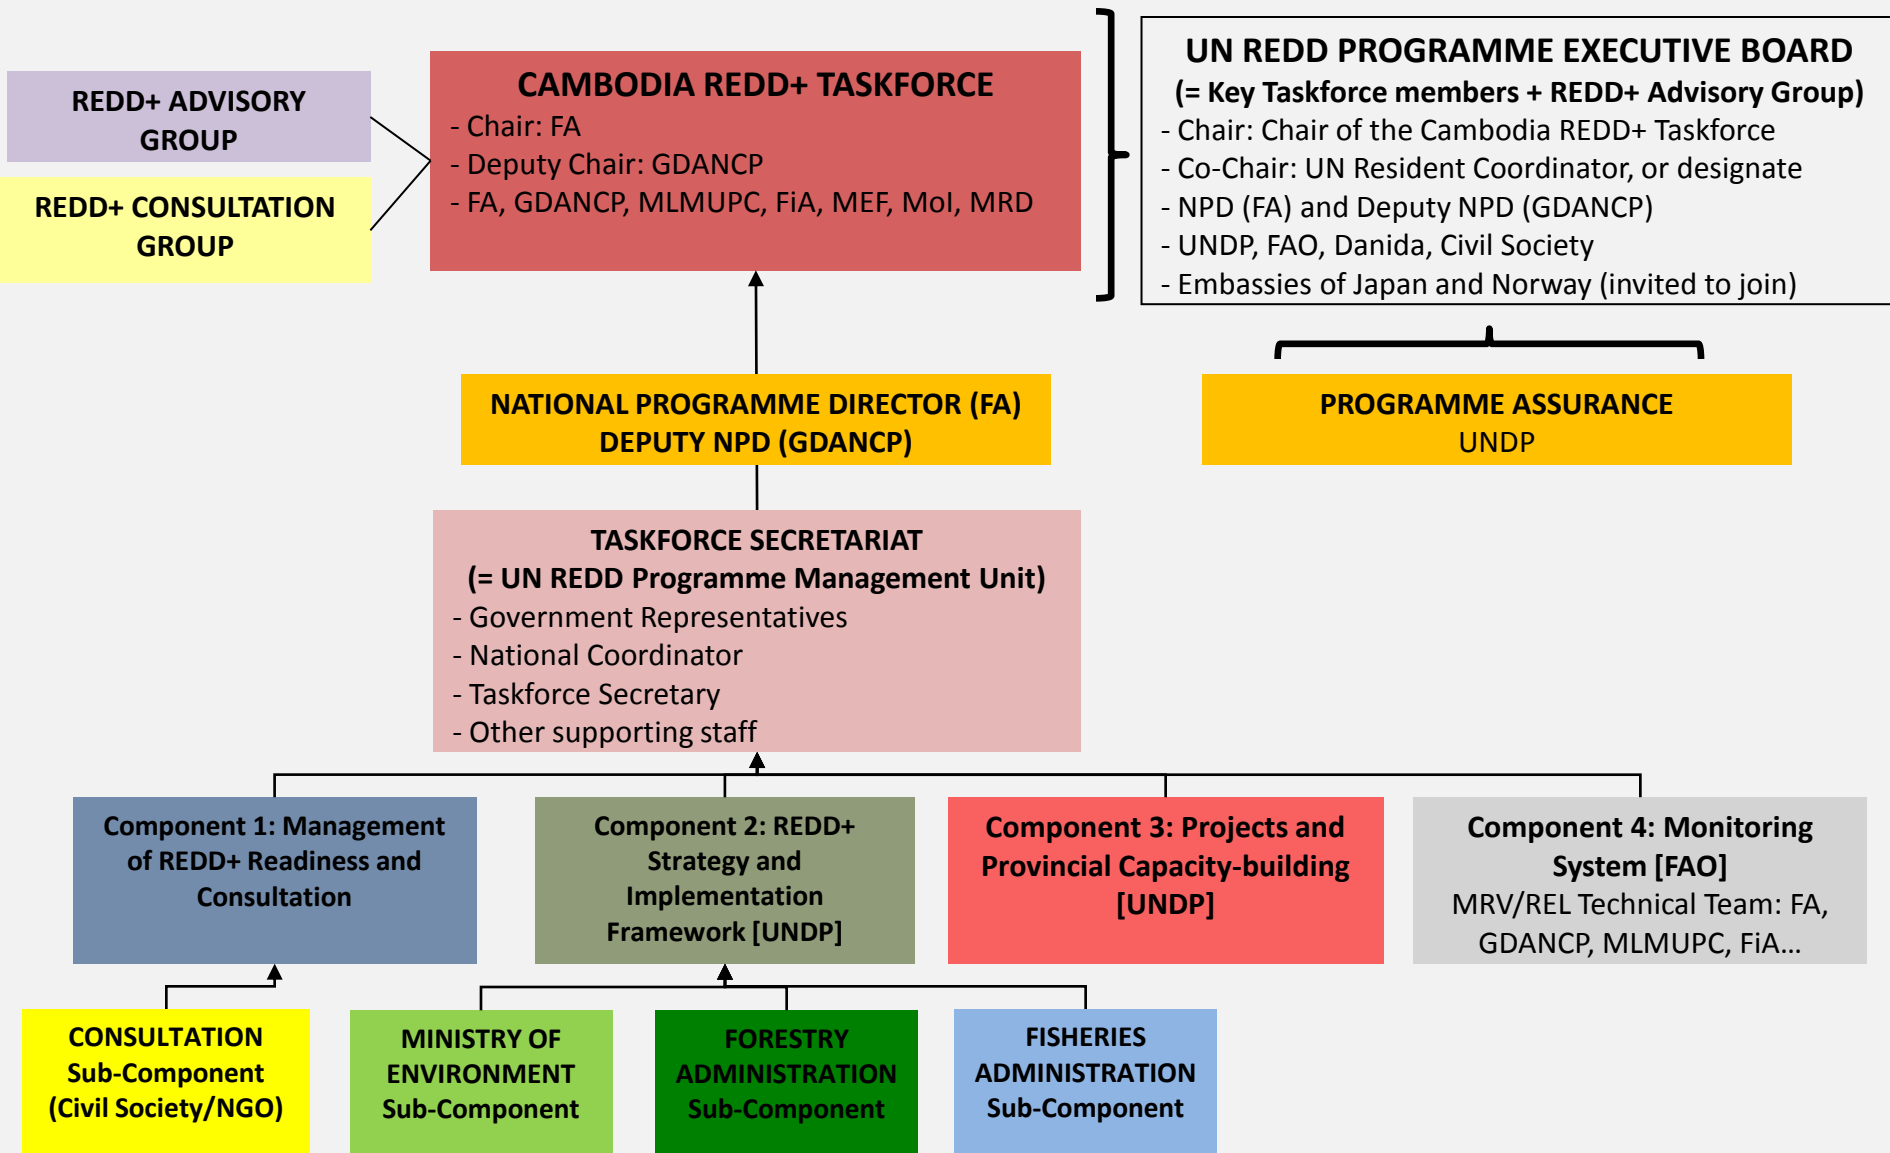 REDD+ ADVISORY
GROUP
REDD+ CONSULTATION
GROUP
CAMBODIA REDD+ TASKFORCE
- Chair: FA
- Deputy Chair: GDANCP
- FA, GDANCP, MLMUPC, FiA, MEF, MoI, MRD
UN REDD PROGRAMME EXECUTIVE BOARD
(= Key Taskforce members + REDD+ Advisory Group)
- Chair: Chair of the Cambodia REDD+ Taskforce
- Co-Chair: UN Resident Coordinator, or designate
- NPD (FA) and Deputy NPD (GDANCP)
- UNDP, FAO, Danida, Civil Society
- Embassies of Japan and Norway (invited to join)
NATIONAL PROGRAMME DIRECTOR (FA)
DEPUTY NPD (GDANCP)
PROGRAMME ASSURANCE
UNDP
TASKFORCE SECRETARIAT
(= UN REDD Programme Management Unit)
- Government Representatives
- National Coordinator
- Taskforce Secretary
- Other supporting staff
Component 1: Management
of REDD+ Readiness and
Consultation
Component 2: REDD+
Strategy and
Implementation
Framework [UNDP]
Component 3: Projects and
Provincial Capacity-building
[UNDP]
Component 4: Monitoring
System [FAO]
MRV/REL Technical Team: FA,
GDANCP, MLMUPC, FiA...
CONSULTATION
Sub-Component
(Civil Society/NGO)
MINISTRY OF
ENVIRONMENT
Sub-Component
FORESTRY
ADMINISTRATION
Sub-Component
FISHERIES
ADMINISTRATION
Sub-Component